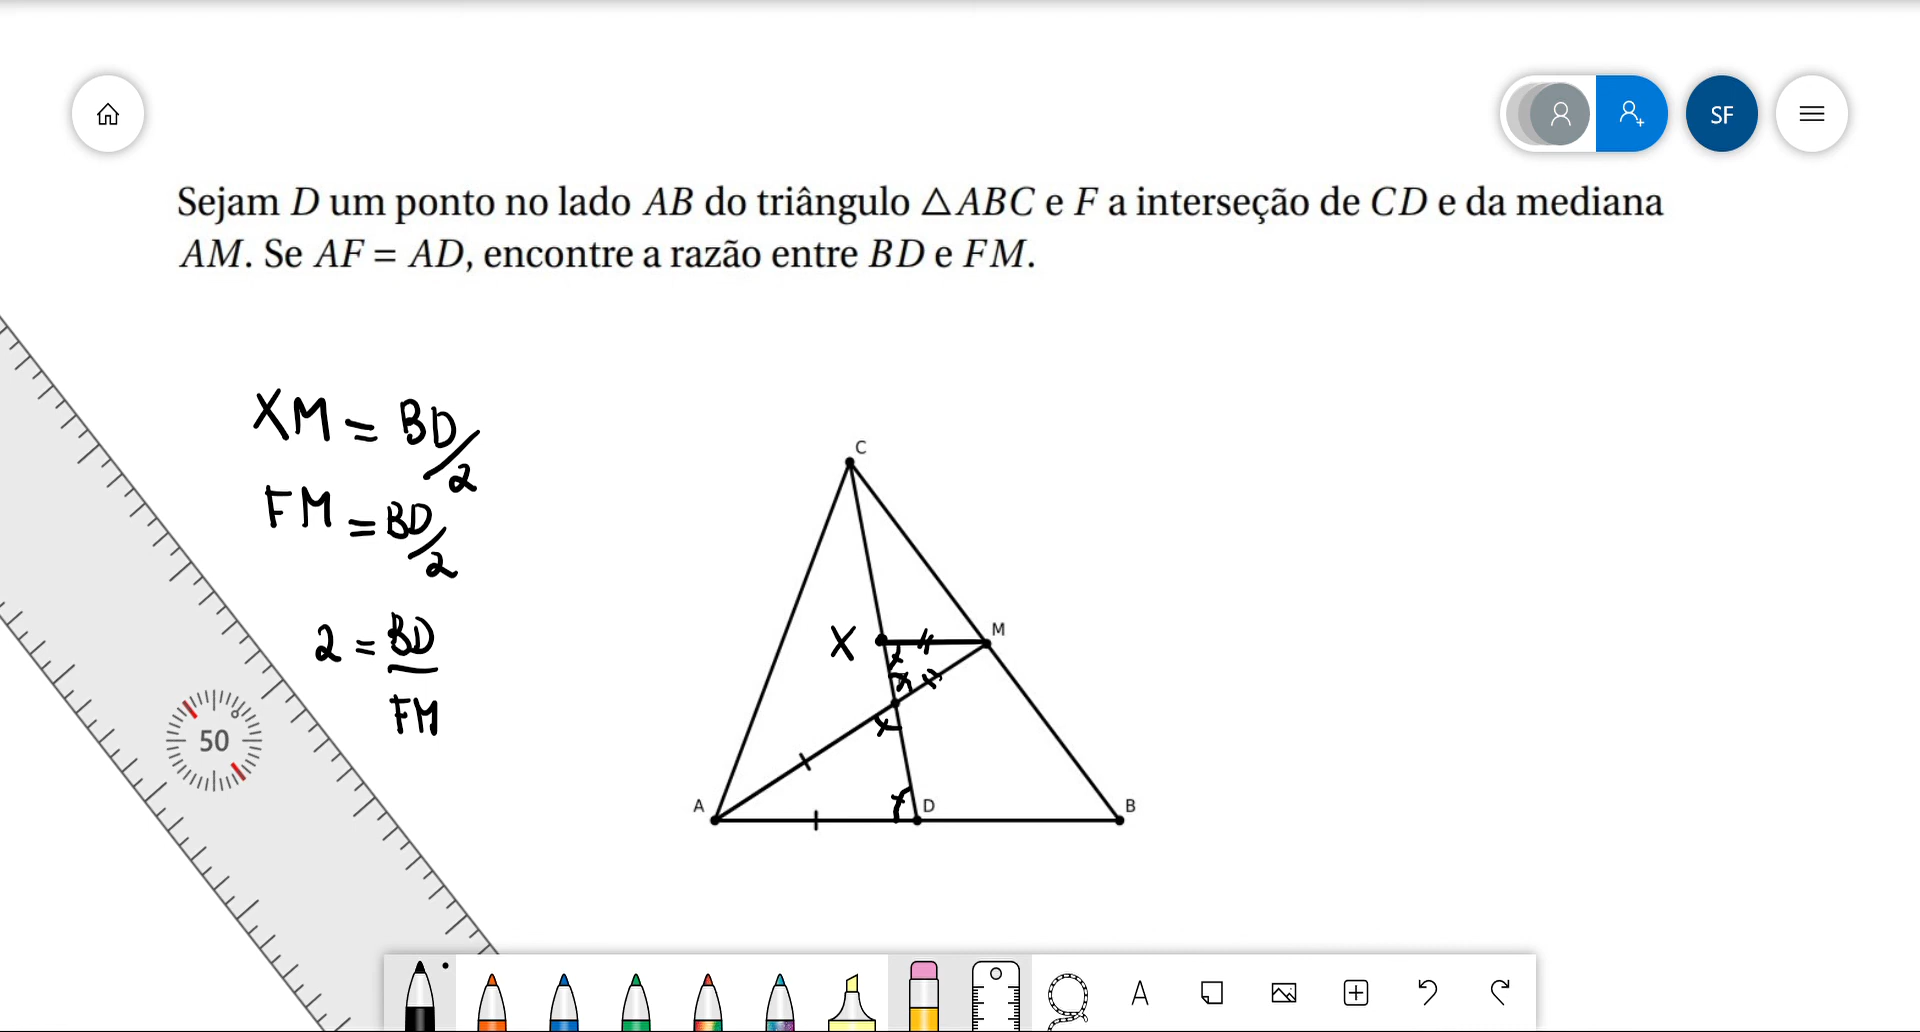 SF
Sejam D um ponto no lado AB do triângulo △ABC e F a interseção de CD e da mediana
AM. Se AF = AD, encontre a razão entre BD e FM.
XM = BD/2
FM = BD/2
2 = BD/FM
50
C
X
M
A
D
B
A